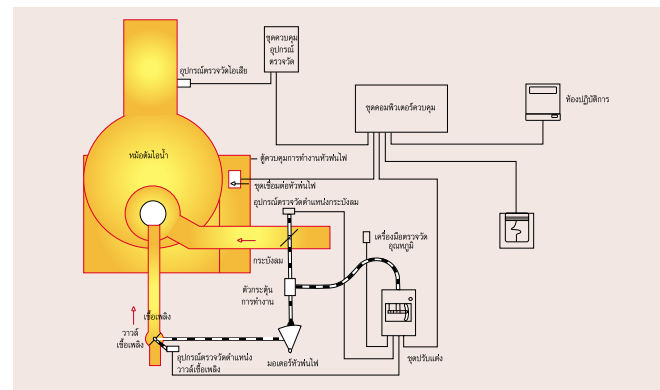 ชุดควบคุม
อุปกรณ์
ตรวจวัด
อุปกรณ์ตรวจวัดไอเสีย
ชุดคอมพิวเตอร์ควบคุม
ห้องปฏิบัติการ
หม้อต้มไอน้ำ
ตู้ควบคุมการทำงานหัวพ่นไฟ
ชุดเชื่อมต่อหัวพ่นไฟ
อุปกรณ์ตรวจวัดตำแหน่งกระบังลม
เครื่องมือตรวจวัด
อุณหภูมิ
กระบังลม
ตัวกระตุ้น
การทำงาน
เชื้อเพลิง
วาวล์
เชื้อเพลิง
อุปกรณ์ตรวจวัดตำแหน่ง
วาวล์เชื้อเพลิง
มอเตอร์หัวพ่นไฟ
ชุดปรับแต่ง